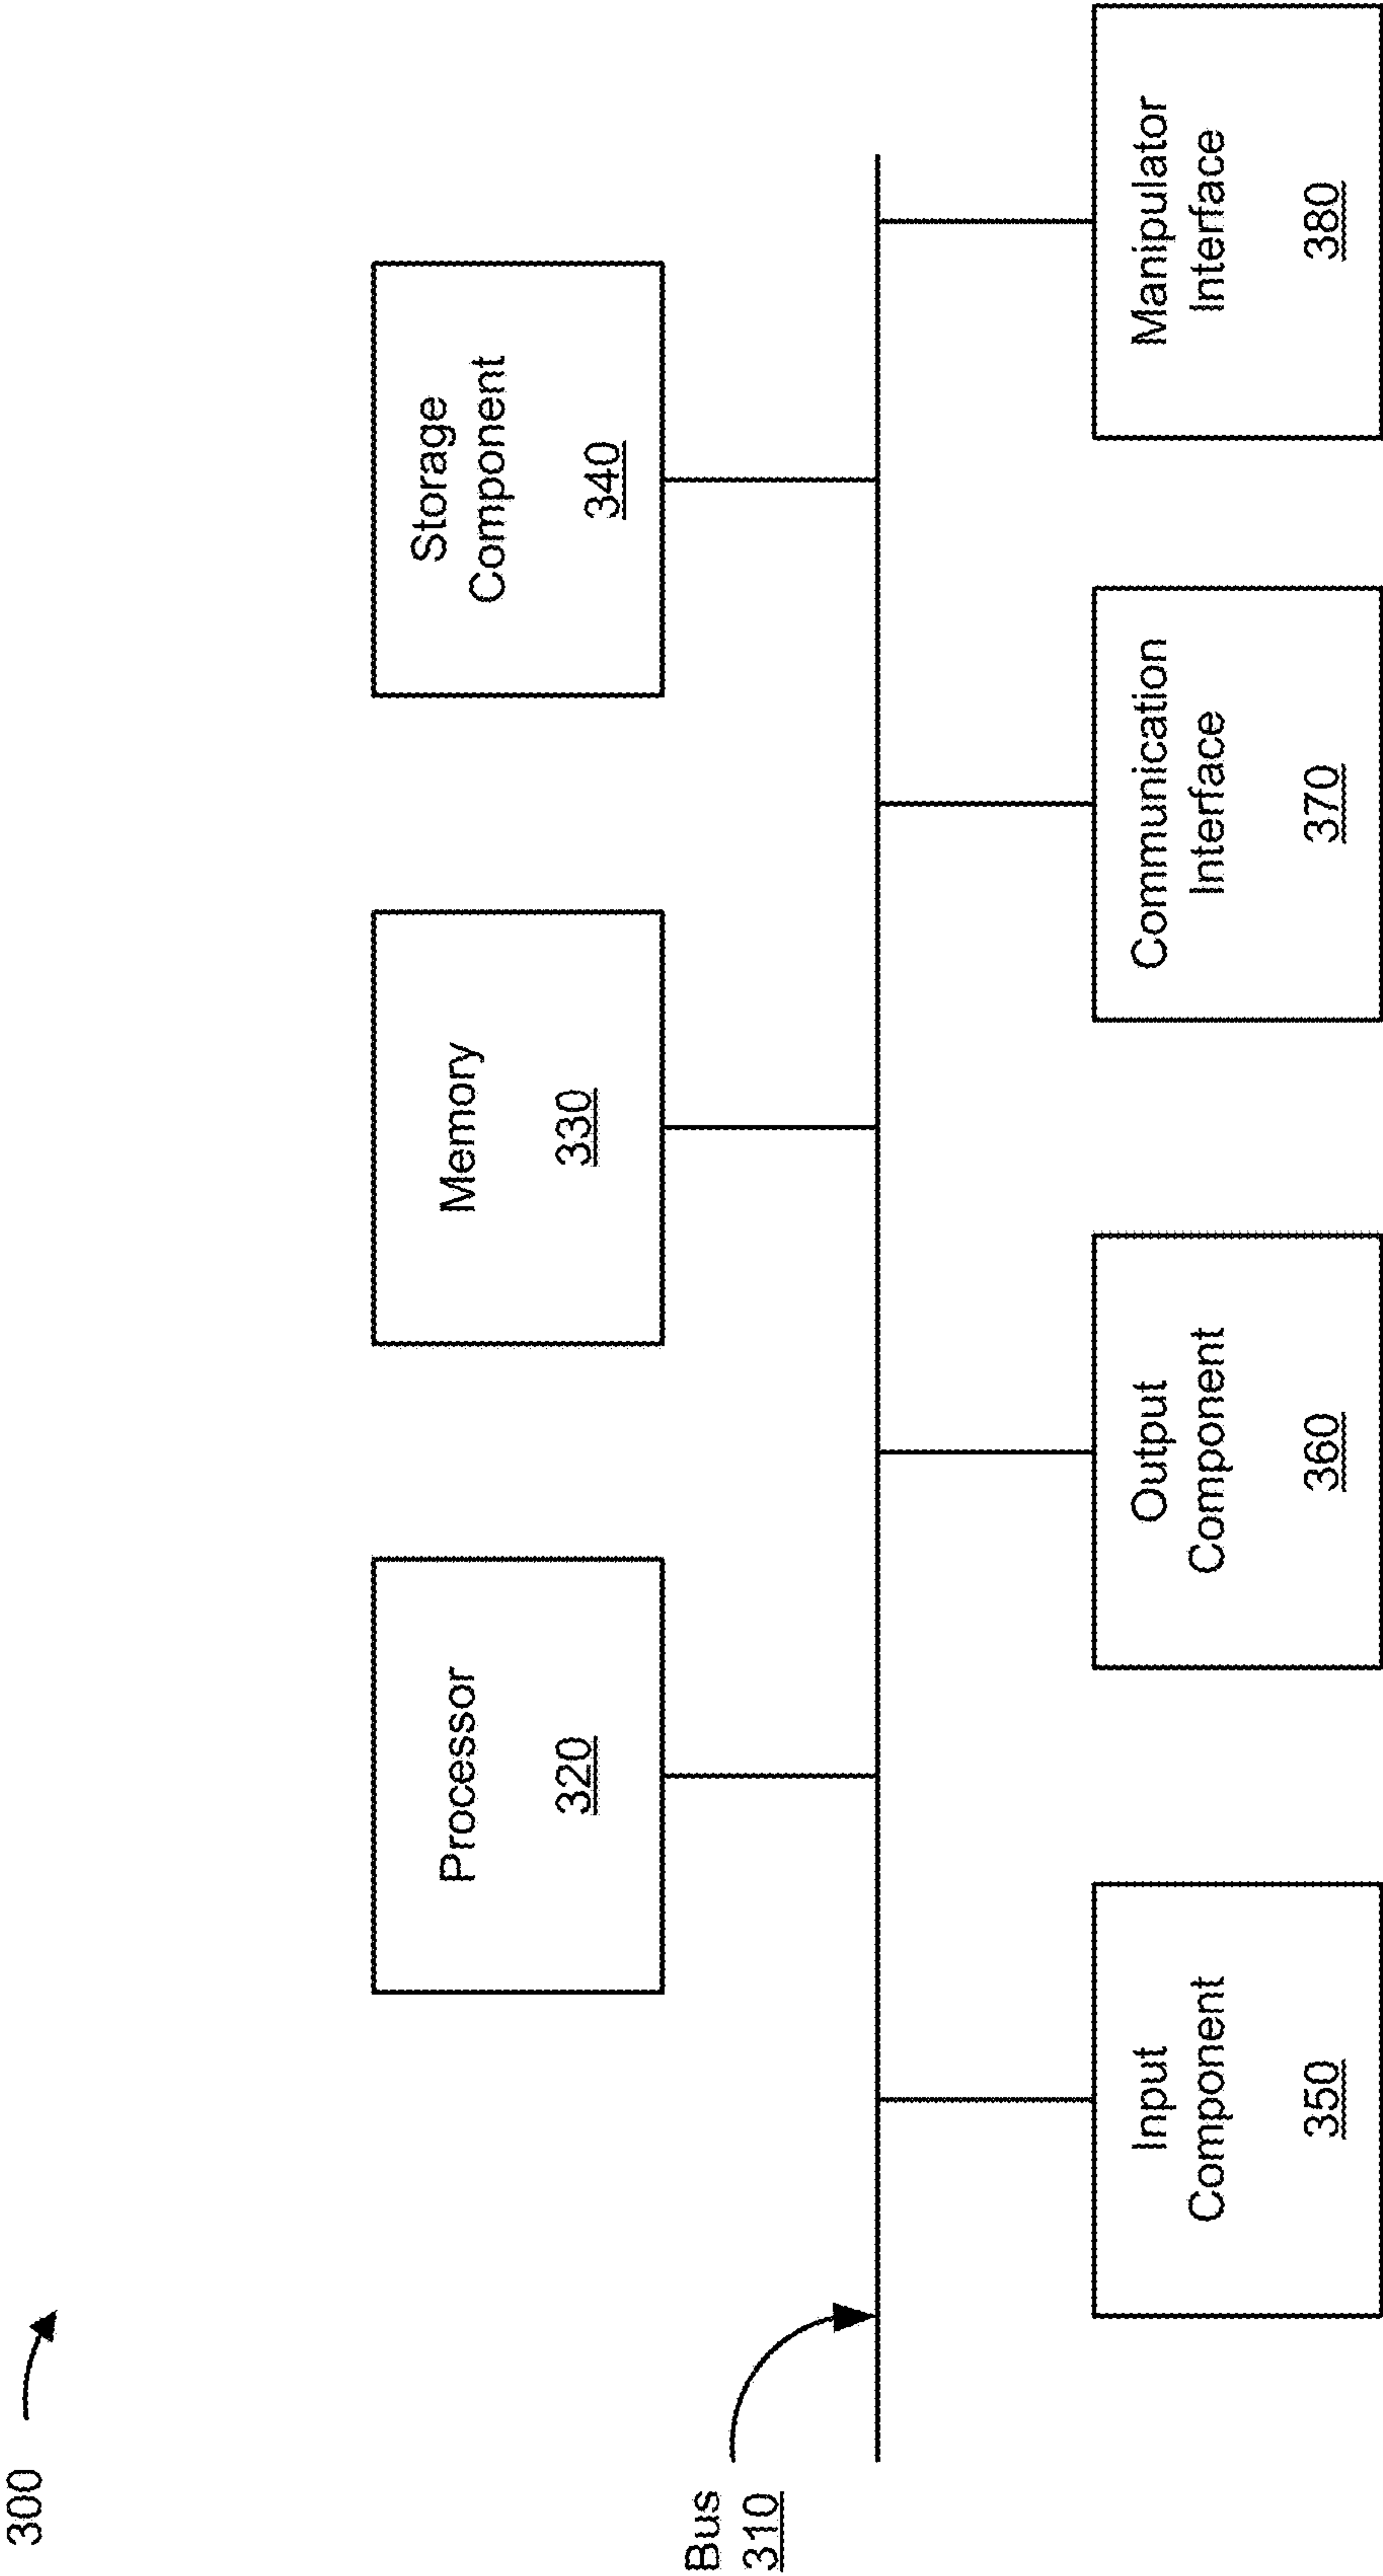 300
Processor
320
Memory
330
Storage
Component
340
Bus
310
Input
Component
350
Output
Component
360
Communication
Interface
370
Manipulator
Interface
380